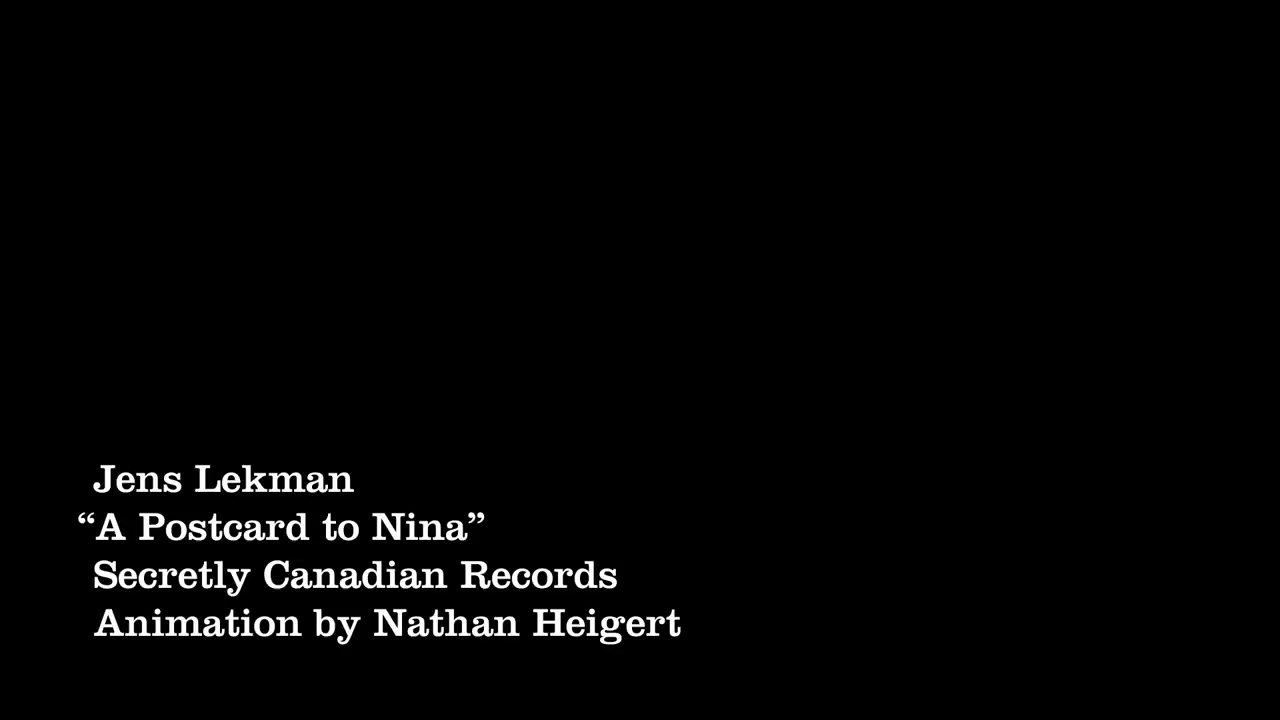 Jens Lekman
“A Postcard to Nina”
Secretly Canadian Records
Animation by Nathan Heigert